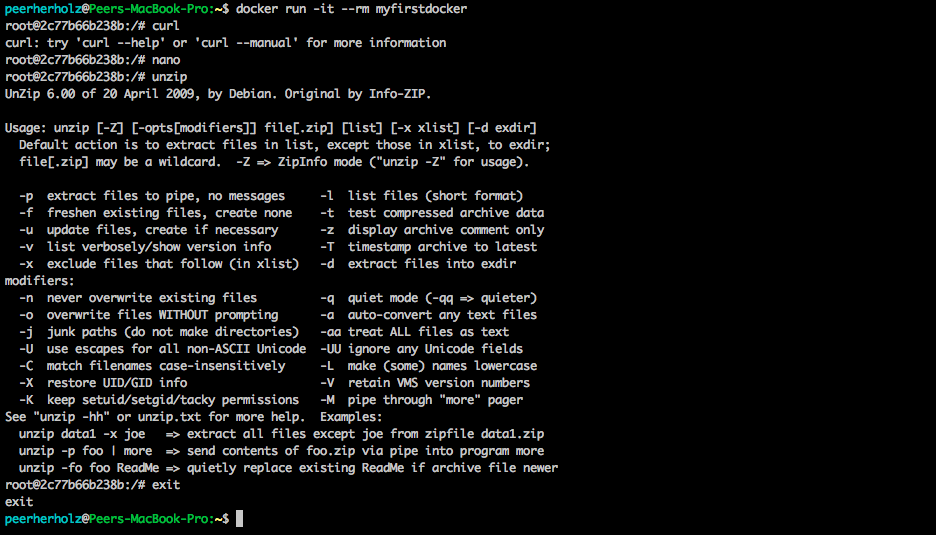 peerherholz@Peers-MacBook-Pro:~$ docker run -it --rm myfirstdocker
root@2c77b66b238b:/# curl
curl: try 'curl --help' or 'curl --manual' for more information
root@2c77b66b238b:/# nano
root@2c77b66b238b:/# unzip
UnZip 6.00 of 20 April 2009, by Debian. Original by Info-ZIP.

Usage: unzip [-Z] [-opts[modifiers]] file[.zip] [list] [-x xlist] [-d exdir]
  Default action is to extract files in list, except those in xlist, to exdir;
  file[.zip] may be a wildcard.  -Z => ZipInfo mode ("unzip -Z" for usage).

  -p  extract files to pipe, no messages     -l  list files (short format)
  -f  freshen existing files, create none    -t  test compressed archive data
  -u  update files, create if necessary      -z  display archive comment only
  -v  list verbosely/show version info       -T  timestamp archive to latest
  -x  exclude files that follow (in xlist)   -d  extract files into exdir
modifiers:
  -n  never overwrite existing files         -q  quiet mode (-qq => quieter)
  -o  overwrite files WITHOUT prompting      -a  auto-convert any text files
  -j  junk paths (do not make directories)   -aa treat ALL files as text
  -U  use escapes for all non-ASCII Unicode  -UU ignore any Unicode fields
  -C  match filenames case-insensitively     -L  make (some) names lowercase
  -X  restore UID/GID info                   -V  retain VMS version numbers
  -K  keep setuid/setgid/tacky permissions   -M  pipe through "more" pager
See "unzip -hh" or unzip.txt for more help.  Examples:
  unzip data1 -x joe   => extract all files except joe from zipfile data1.zip
  unzip -p foo | more  => send contents of foo.zip via pipe into program more
  unzip -fo foo ReadMe => quietly replace existing ReadMe if archive file newer
root@2c77b66b238b:/# exit
exit
peerherholz@Peers-MacBook-Pro:~$